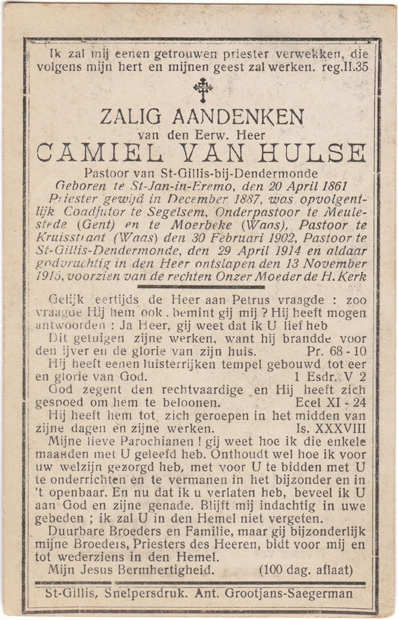 Ik zal mij eenen getrouwen priester verwekken, die
volgens mijn hert en mijnen geest zal werken. reg.II.35
ZALIG AANDENKEN
van den Eerw. Heer
CAMIEL VAN HULSE
Pastoor van St-Gillis-bij-Dendermonde
Geboren te St-Jan-in-Eremo, den 20 April 1861
Priester gewijd in December 1887, was opvolgent-
lijk Coadjutor te Segelsem, Onderpastoor te Meule-
stede (Gent) en te Moerbeke (Waas), Pastoor te
Kruisstraat (Waas) den 30 Februari 1902, Pastoor te
St-Gillis-Dendermonde, den 29 April 1914 en aldaar
godvruchtig in den Heer ontslapen den 13 November
1915, voorzien van de rechten Onzer Moeder de H. Kerk
Gelijk eertijds de Heer aan Petrus vraagde : zoo
vraagde Hij hem ook : bemint gij mij ? Hij heeft mogen
antwoorden : Ja Heer, gij weet dat ik U lief heb
Dit getuigen zijne werken, want hij brandde voor
den ijver en de glorie van zijn huis. Pr. 68-10
Hij heeft eenen luisterrijken tempel gebouwd tot eer
en glorie van God. 1 Esdr. V 2
God zegent den rechtvaardige en Hij heeft zich
gespoed om hem te beloonen. Ecel XI - 24
Hij heeft hem tot zich geroepen in het midden van
zijne dagen en zijne werken. Is. XXXVIII
Mijne lieve Parochianen ! gij weet hoe ik die enkele
maanden met U geleefd heb. Onthoudt wel hoe ik voor
uw welzijn gezorgd heb, met voor U te bidden met U
te onderrichten en te vermanen in het bijzonder en in
't openbaar. En nu dat ik u verlaten heb, beveel ik U
aan God en zijne genade. Blijf mij indachtig in uwe
gebeden ; ik zal U in den Hemel niet vergeten.
Duurbare Broeders en Familie, maar gij bijzonderlijk
mijne Broeders, Priesters des Heeren, bidt voor mij en
tot wederziens in den Hemel.
Mijn Jesus Bermhertigheid. (100 dag. aflaat)
St-Gillis, Snelpersdruk. Ant. Grootjans-Saegerman